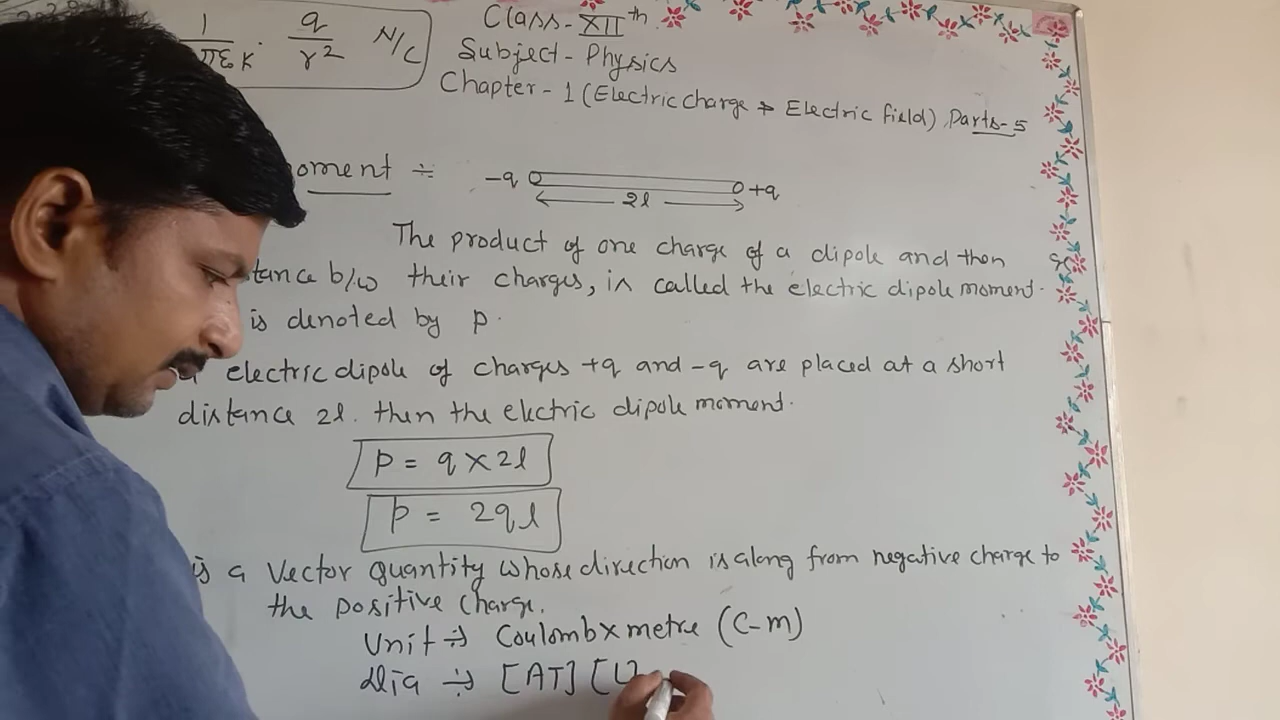 1 q N/C
πε K . r²
Class-XIIth
Subject-Physics
Chapter-1 (Electric charge & Electric field) Parts-5
oment ÷
-q +q
2l
The product of one charge of a dipole and then
tance b/w their charges, is called the electric dipole moment.
is denoted by p.
electric dipole of charges +q and -q are placed at a short
distance 2l. then the electric dipole moment.
p = q × 2l
p = 2ql
is a vector quantity whose direction is along from negative charge to
the positive charge.
Unit ÷) Coulomb × metre (C-m)
÷) [AT] [L]